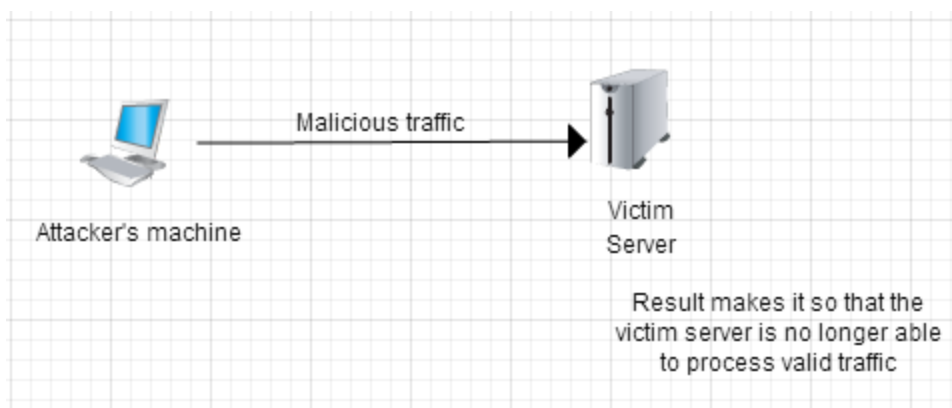 Malicious traffic
Attacker's machine
Victim
Server
Result makes it so that the
victim server is no longer able
to process valid traffic